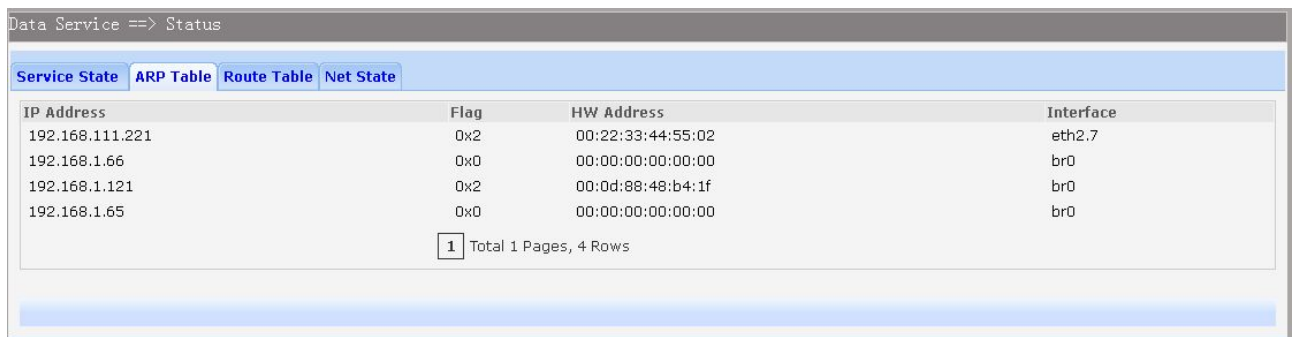 Data Service ==> Status
Service State ARP Table Route Table Net State
IP Address Flag HW Address Interface
192.168.111.221 0x2 00:22:33:44:55:02 eth2.7
192.168.1.66 0x0 00:00:00:00:00:00 br0
192.168.1.121 0x2 00:0d:88:48:b4:1f br0
192.168.1.65 0x0 00:00:00:00:00:00 br0
1 Total 1 Pages, 4 Rows